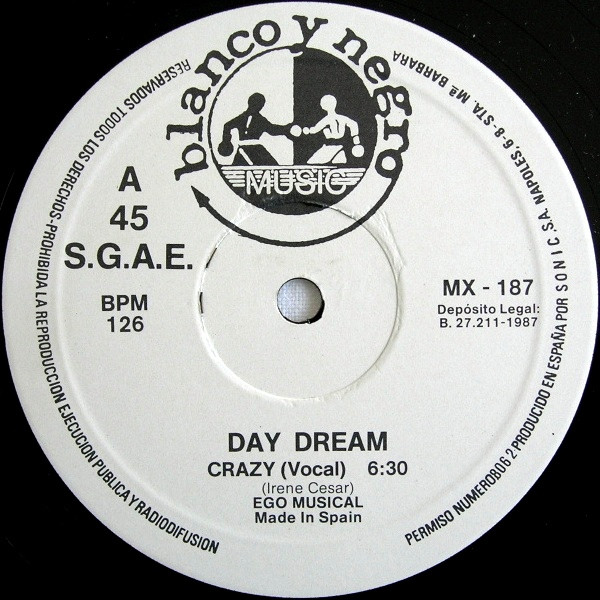 blanco y negro
MUSIC
A
45
S.G.A.E.
BPM
126
MX - 187
Depósito Legal:
B. 27.211-1987
DAY DREAM
CRAZY (Vocal) 6:30
(Irene Cesar)
EGO MUSICAL
Made In Spain
RESERVADOS TODOS LOS DERECHOS-PROHIBIDA LA REPRODUCCION EJECUCION PUBLICA Y RADIODIFUSION
PERMISO NUMERO 806 2 PRODUCIDO EN ESPAÑA POR S O N I C, S.A. NAPOLES, 6-8-STA. Mª BARBARA